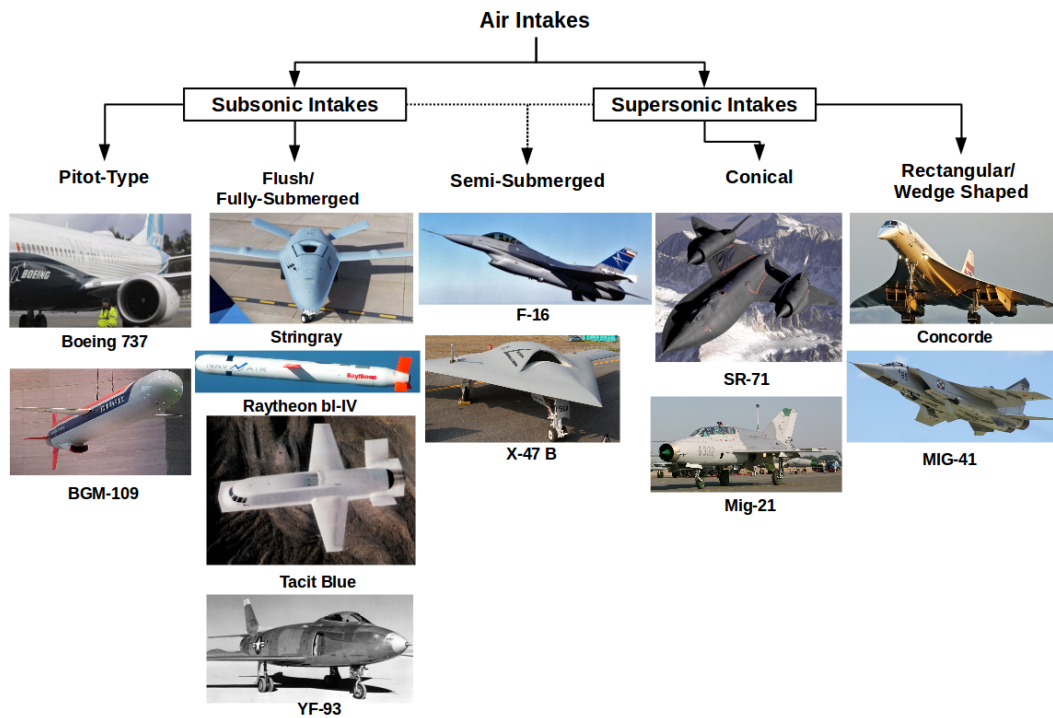 Air Intakes
Subsonic Intakes
Supersonic Intakes
Pitot-Type
Flush/
Fully-Submerged
Semi-Submerged
Conical
Rectangular/
Wedge Shaped
BOEING
Boeing 737
BGM-109
Stringray
Raytheon
Raytheon bl-IV
Tacit Blue
YF-93
F-16
X-47 B
SR-71
Mig-21
Concorde
MIG-41